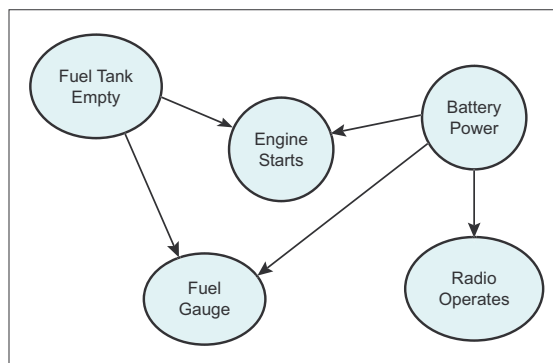 Fuel Tank
Empty
Engine
Starts
Battery
Power
Fuel
Gauge
Radio
Operates